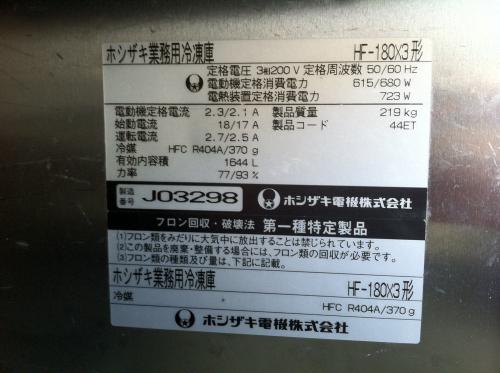 ホシザキ業務用冷凍庫 HF-180X3形
定格電圧 3相200V 定格周波数 50/60Hz
電動機定格消費電力 615/680W
電熱装置定格消費電力 723W
電動機定格電流 2.3/2.1A 製品質量 219kg
始動電流 18/17A 製品コード 44ET
運転電流 2.7/2.5A
冷媒 HFC R404A/370g
有効内容積 1644L
力率 77/93%
製造番号 J03298 ホシザキ電機株式会社
フロン回収・破壊法 第一種特定製品
(1)フロン類をみだりに大気中に放出することは禁じられています。
(2)この製品を廃棄・整備する場合には、フロン類の回収が必要です。
(3)フロン類の種類及び量は、下記に記載。
ホシザキ業務用冷凍庫 HF-180X3形
冷媒 HFC R404A/370g
ホシザキ電機株式会社